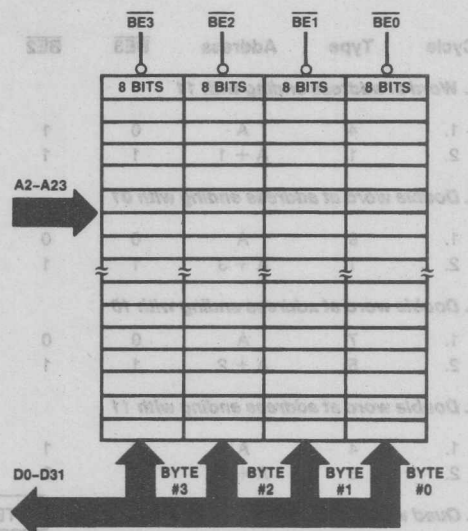 BE3 BE2 BE1 BE0
8 BITS 8 BITS 8 BITS 8 BITS
A2–A23
D0–D31
BYTE #3
BYTE #2
BYTE #1
BYTE #0